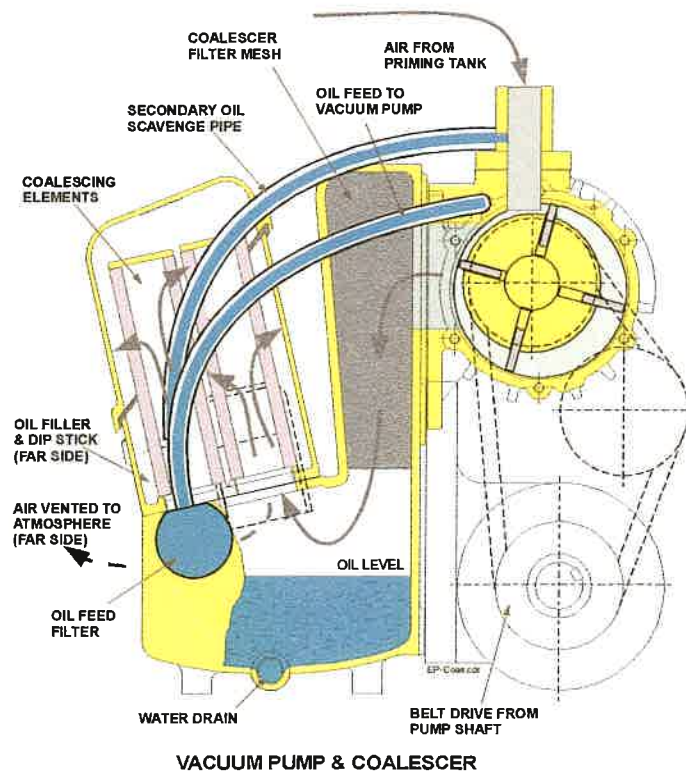 COALESCER
FILTER MESH
AIR FROM
PRIMING TANK
OIL FEED TO
VACUUM PUMP
SECONDARY OIL
SCAVENGE PIPE
COALESCING
ELEMENTS
OIL FILLER
& DIP STICK
(FAR SIDE)
AIR VENTED TO
ATMOSPHERE
(FAR SIDE)
OIL LEVEL
OIL FEED
FILTER
EP-Coan.cdr
WATER DRAIN
BELT DRIVE FROM
PUMP SHAFT
VACUUM PUMP & COALESCER